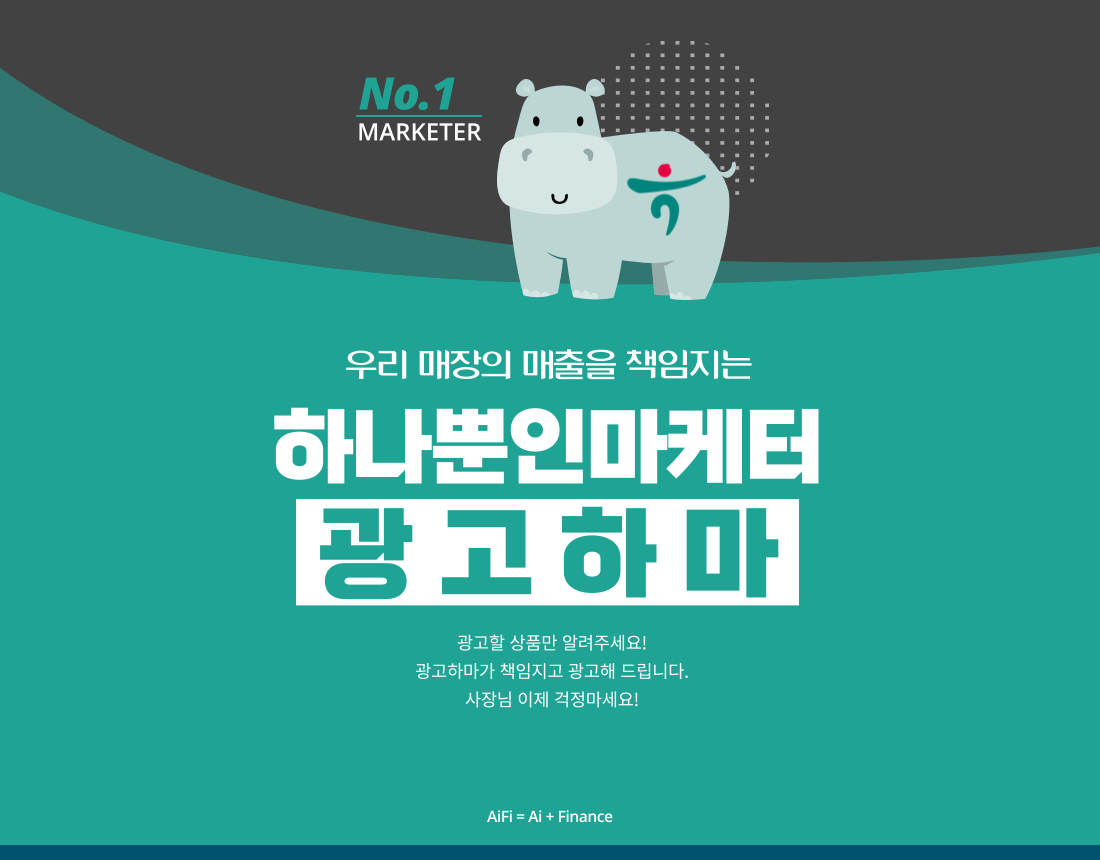 No.1
MARKETER
우리 매장의 매출을 책임지는
하나뿐인마케터
광고하마
광고할 상품만 알려주세요!
광고하마가 책임지고 광고해 드립니다.
사장님 이제 걱정마세요!
AiFi = Ai + Finance